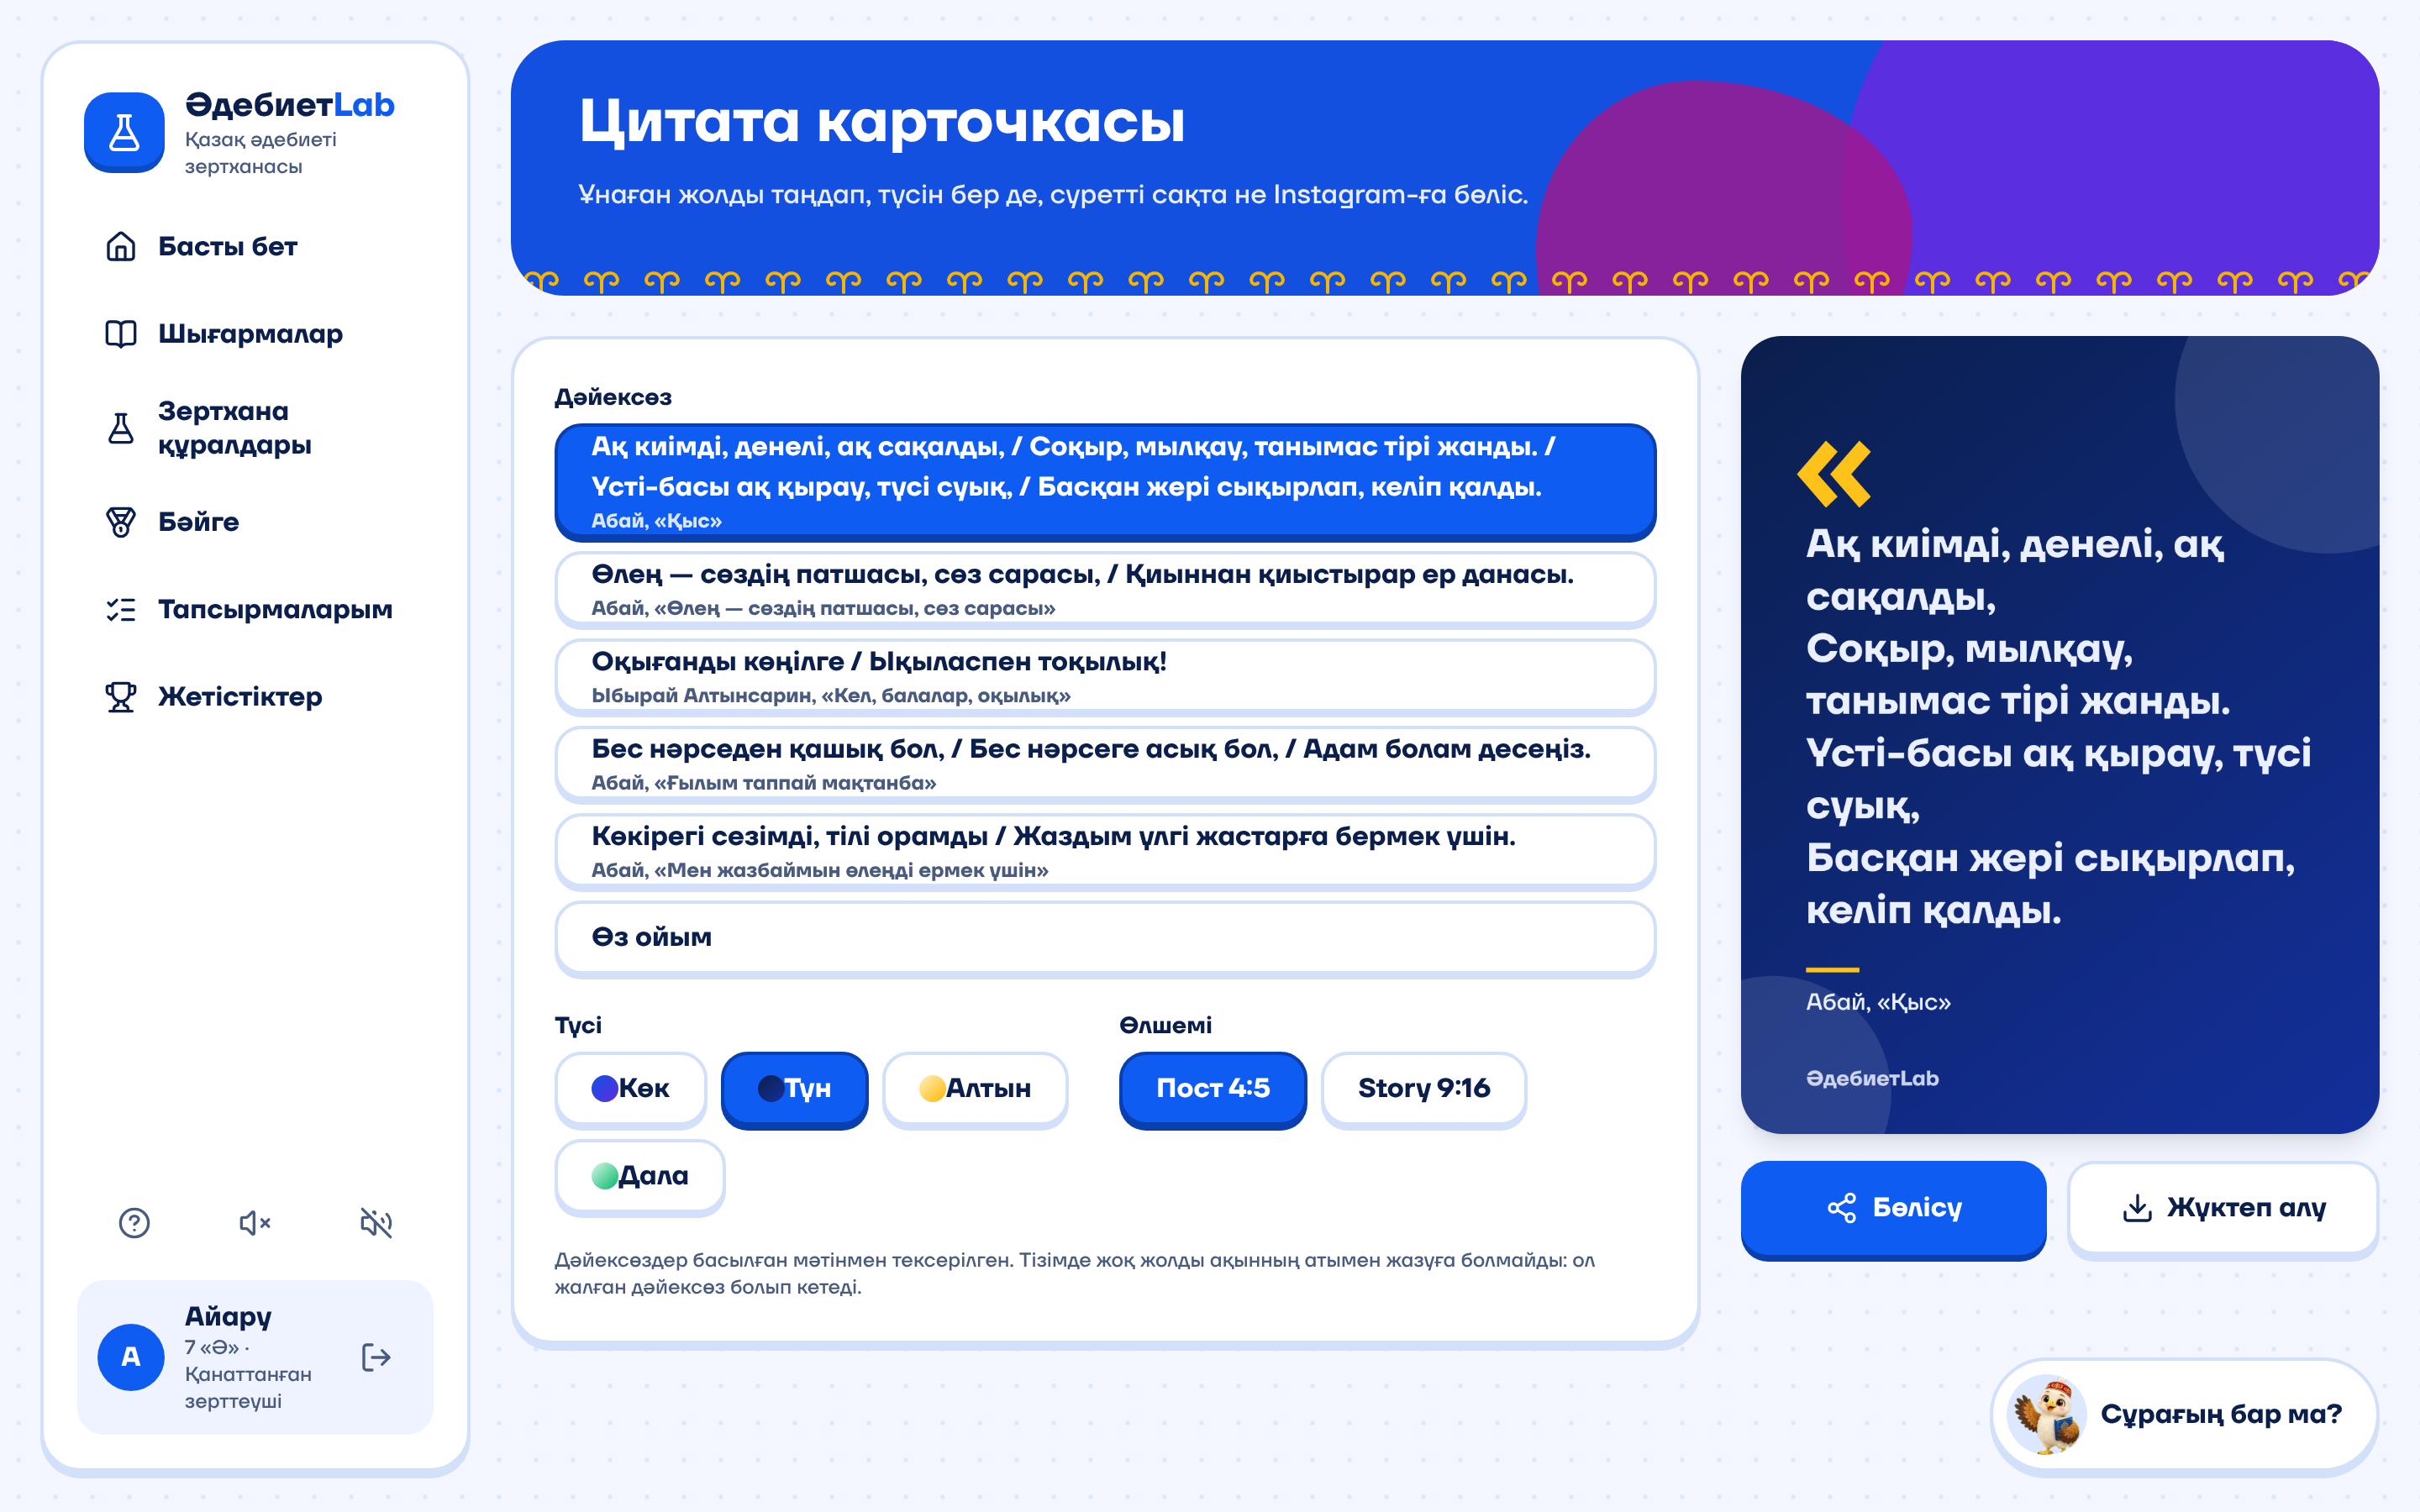 ӘдебиетLab
Қазақ әдебиеті
зертханасы
Басты бет
Шығармалар
Зертхана
құралдары
Бәйге
Тапсырмаларым
Жетістіктер
Айару
7 «Ә» ·
Қанаттанған
зерттеуші
A
Цитата карточкасы
Ұнаған жолды таңдап, түсін бер де, суретті сақта не Instagram-ға бөліс.
Дәйексөз
Ақ киімді, денелі, ақ сақалды, / Соқыр, мылқау, танымас тірі жанды. /
Үсті-басы ақ қырау, түсі суық, / Басқан жері сықырлап, келіп қалды.
Абай, «Қыс»
Өлең — сөздің патшасы, сөз сарасы, / Қиыннан қиыстырар ер данасы.
Абай, «Өлең — сөздің патшасы, сөз сарасы»
Оқығанды көңілге / Ықыласпен тоқылық!
Ыбырай Алтынсарин, «Кел, балалар, оқылық»
Бес нәрседен қашық бол, / Бес нәрсеге асық бол, / Адам болам десеңіз.
Абай, «Ғылым таппай мақтанба»
Көкірегі сезімді, тілі орамды / Жаздым үлгі жастарға бермек үшін.
Абай, «Мен жазбаймын өлеңді ермек үшін»
Өз ойым
Түсі
Көк
Түн
Алтын
Дала
Өлшемі
Пост 4:5
Story 9:16
Дәйексөздер басылған мәтінмен тексерілген. Тізімде жоқ жолды ақынның атымен жазуға болмайды: ол
жалған дәйексөз болып кетеді.
«
Ақ киімді, денелі, ақ
сақалды,
Соқыр, мылқау,
танымас тірі жанды.
Үсті-басы ақ қырау, түсі
суық,
Басқан жері сықырлап,
келіп қалды.
Абай, «Қыс»
ӘдебиетLab
Бөлісу
Жүктеп алу
Сұрағың бар ма?